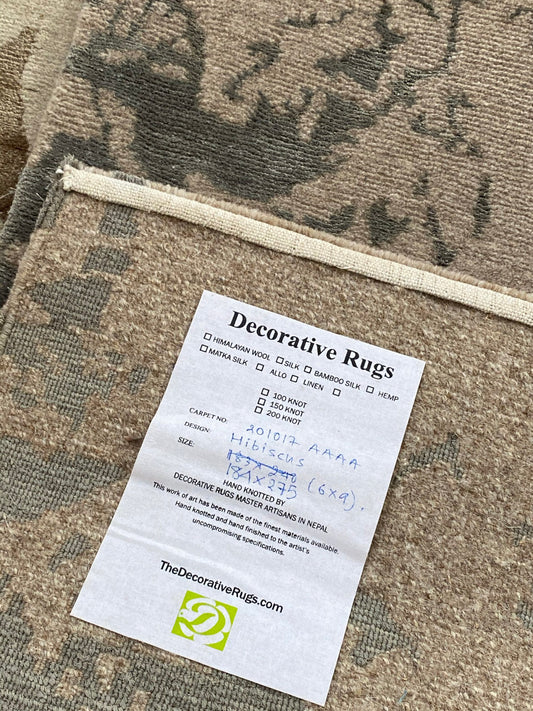 Decorative Rugs
☐ HIMALAYAN WOOL ☐ SILK ☐ BAMBOO SILK ☐ HEMP
☐ MATKA SILK ☐ ALLO ☐ LINEN ☐
☐ 100 KNOT
☐ 150 KNOT
☐ 200 KNOT
CARPET NO: 201017 AAAA
DESIGN: Hibiscus
SIZE:
181 x 275 (6x9).
HAND KNOTTED BY
DECORATIVE RUGS MASTER ARTISANS IN NEPAL
This work of art has been made of the finest materials available.
Hand knotted and hand finished to the artist's
uncompromising specifications.
TheDecorativeRugs.com